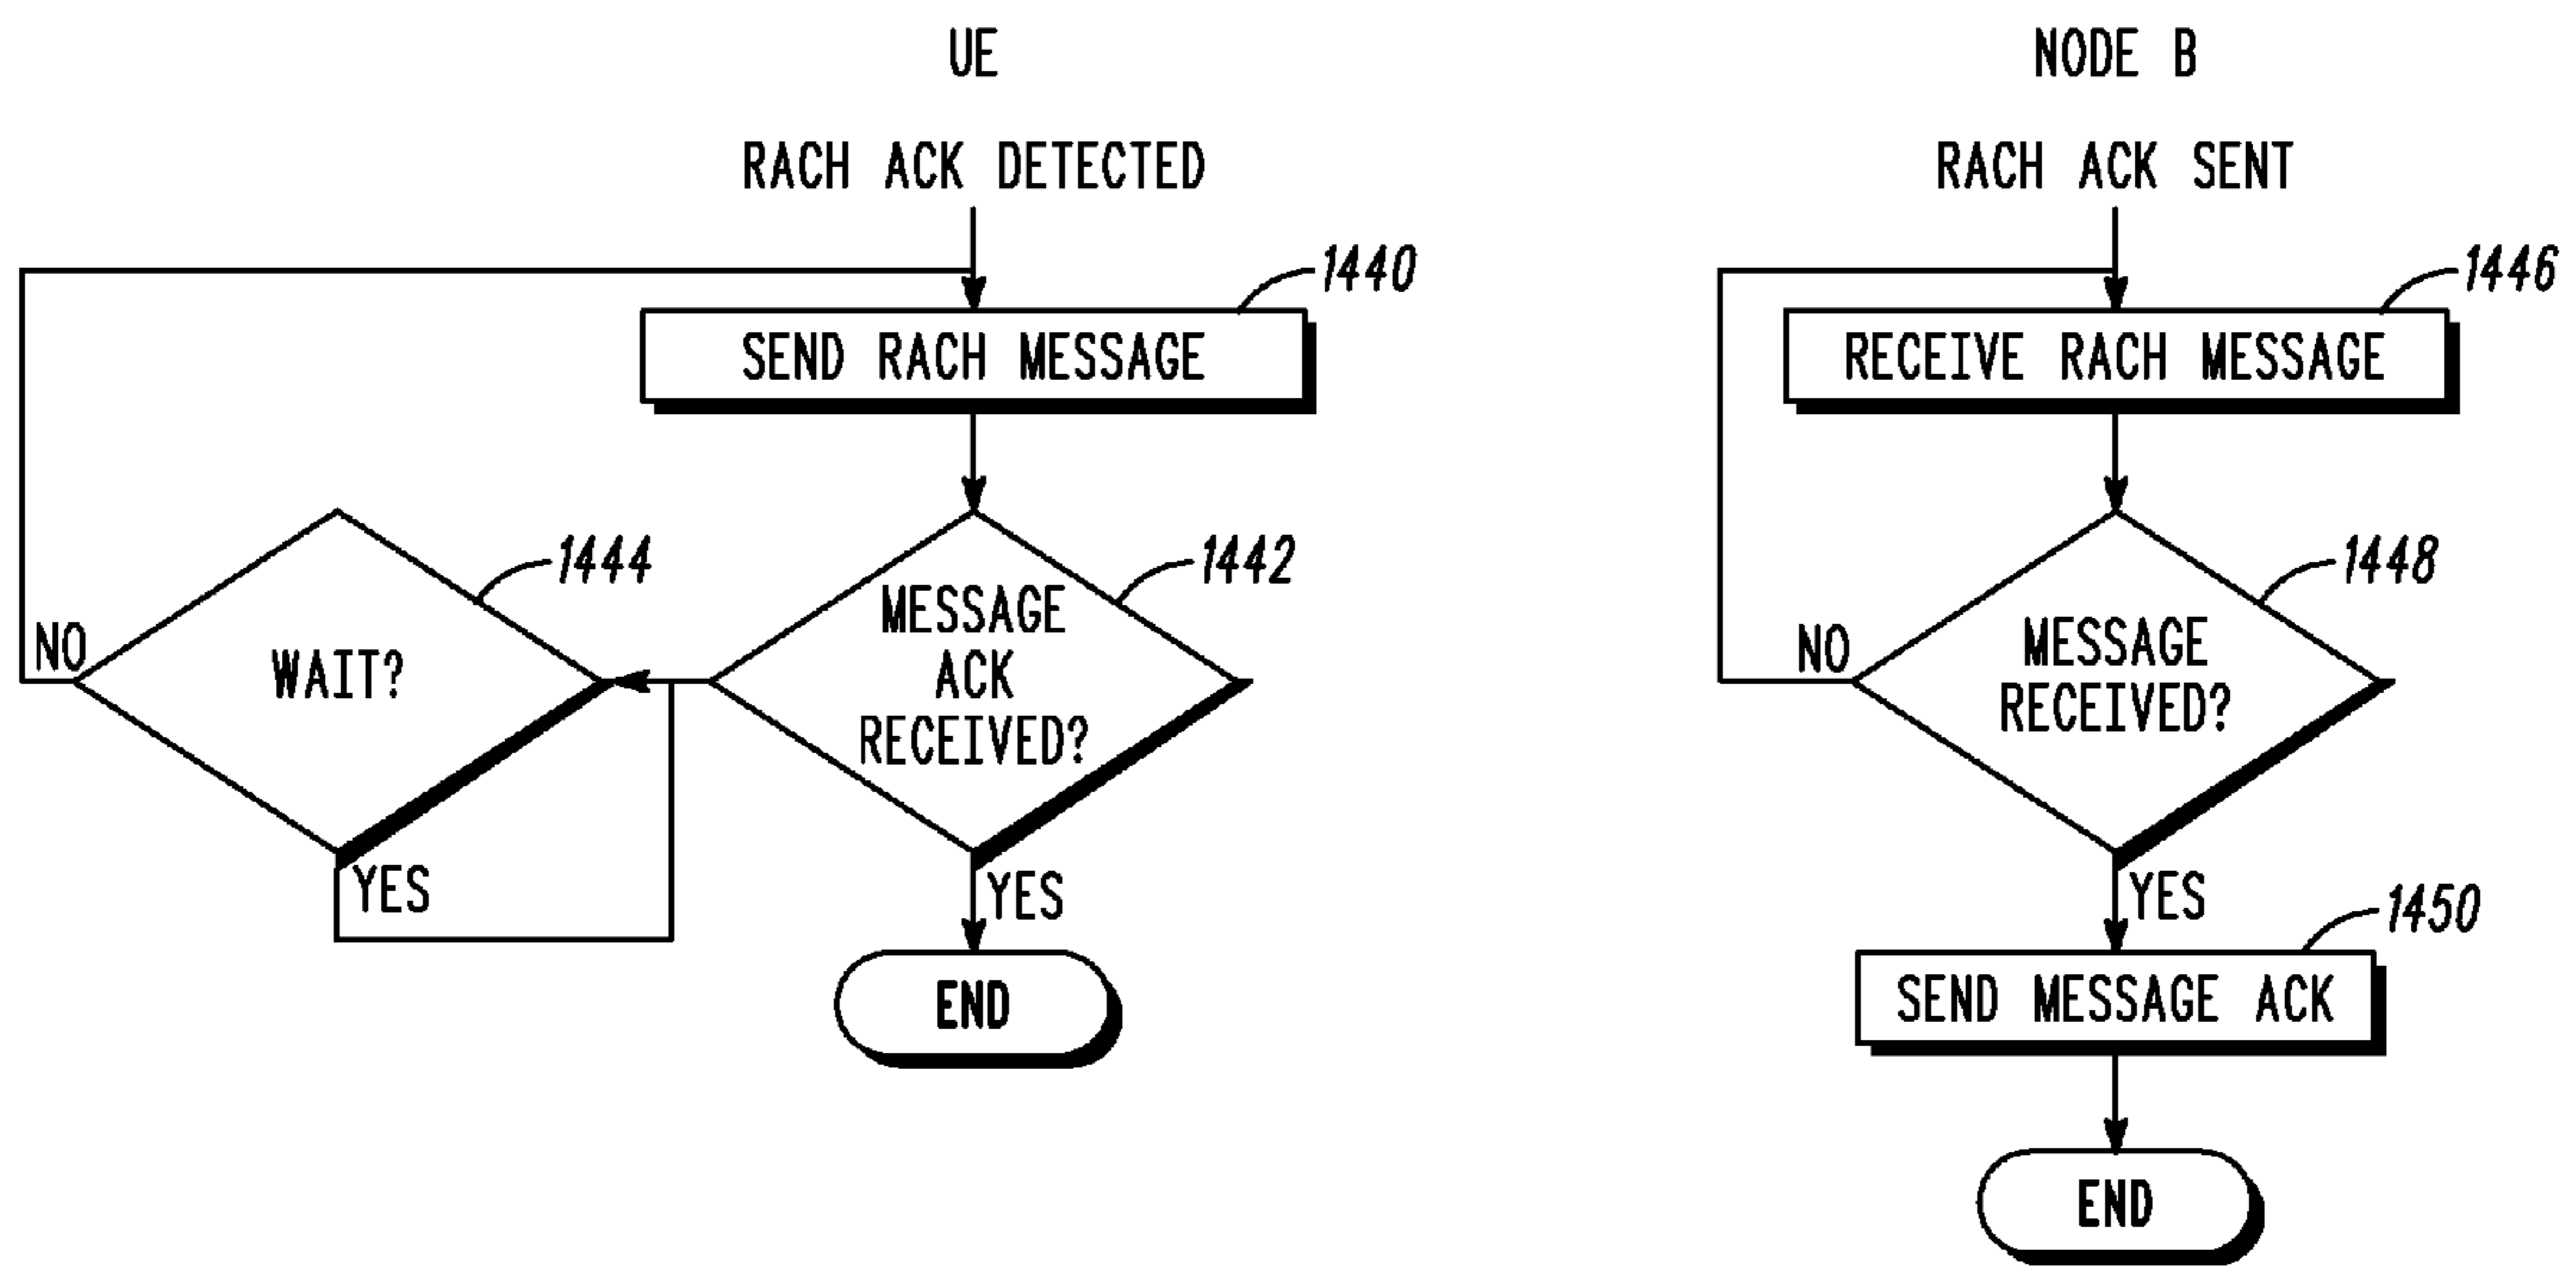 UE
RACH ACK DETECTED
1440
SEND RACH MESSAGE
1444
WAIT?
NO
YES
1442
MESSAGE
ACK
RECEIVED?
YES
END
NODE B
RACH ACK SENT
1446
RECEIVE RACH MESSAGE
1448
MESSAGE
RECEIVED?
NO
YES
1450
SEND MESSAGE ACK
END